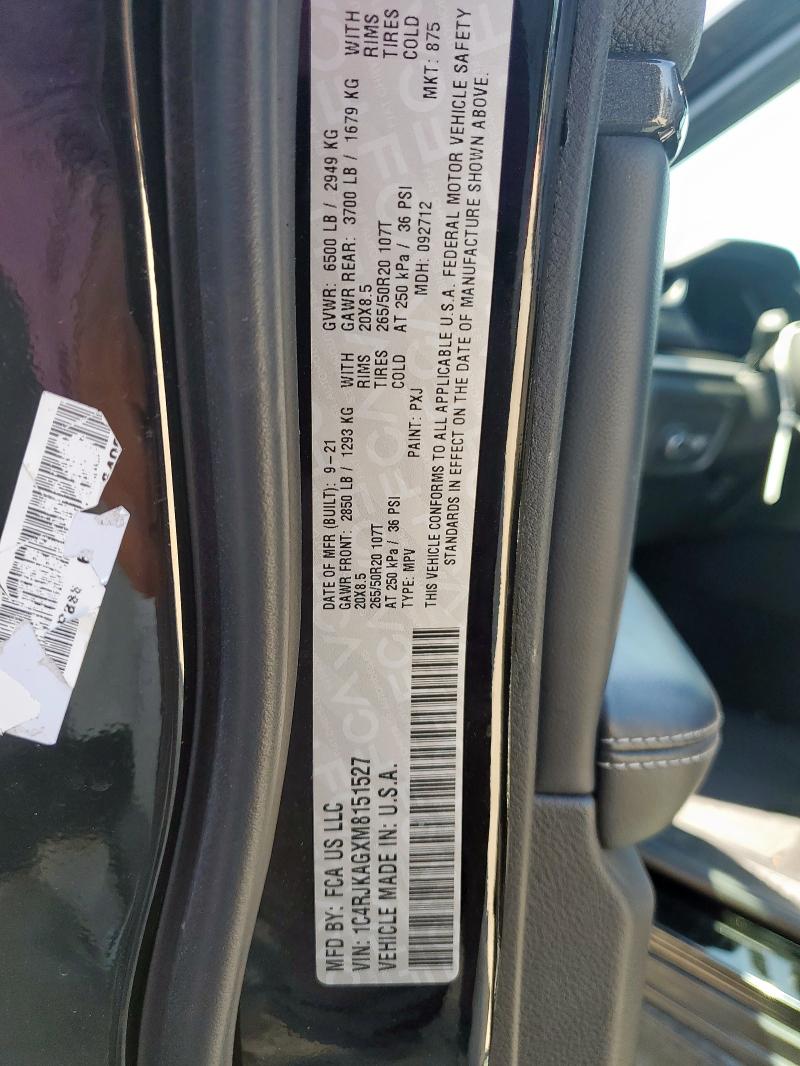 MFD BY: FCA US LLC
VIN: 1C4RJKAGXM8151527
VEHICLE MADE IN: U.S.A.
DATE OF MFR (BUILT): 9-21
GAWR FRONT: 2850 LB / 1293 KG WITH
20X8.5 RIMS
265/50R20 107T TIRES
AT 250 kPa / 36 PSI COLD
TYPE: MPV PAINT: PXJ
GVWR: 6500 LB / 2949 KG
GAWR REAR: 3700 LB / 1679 KG WITH
20X8.5 RIMS
265/50R20 107T TIRES
AT 250 kPa / 36 PSI COLD
MDH: 092712 MKT: 875
THIS VEHICLE CONFORMS TO ALL APPLICABLE U.S.A. FEDERAL MOTOR VEHICLE SAFETY
STANDARDS IN EFFECT ON THE DATE OF MANUFACTURE SHOWN ABOVE.